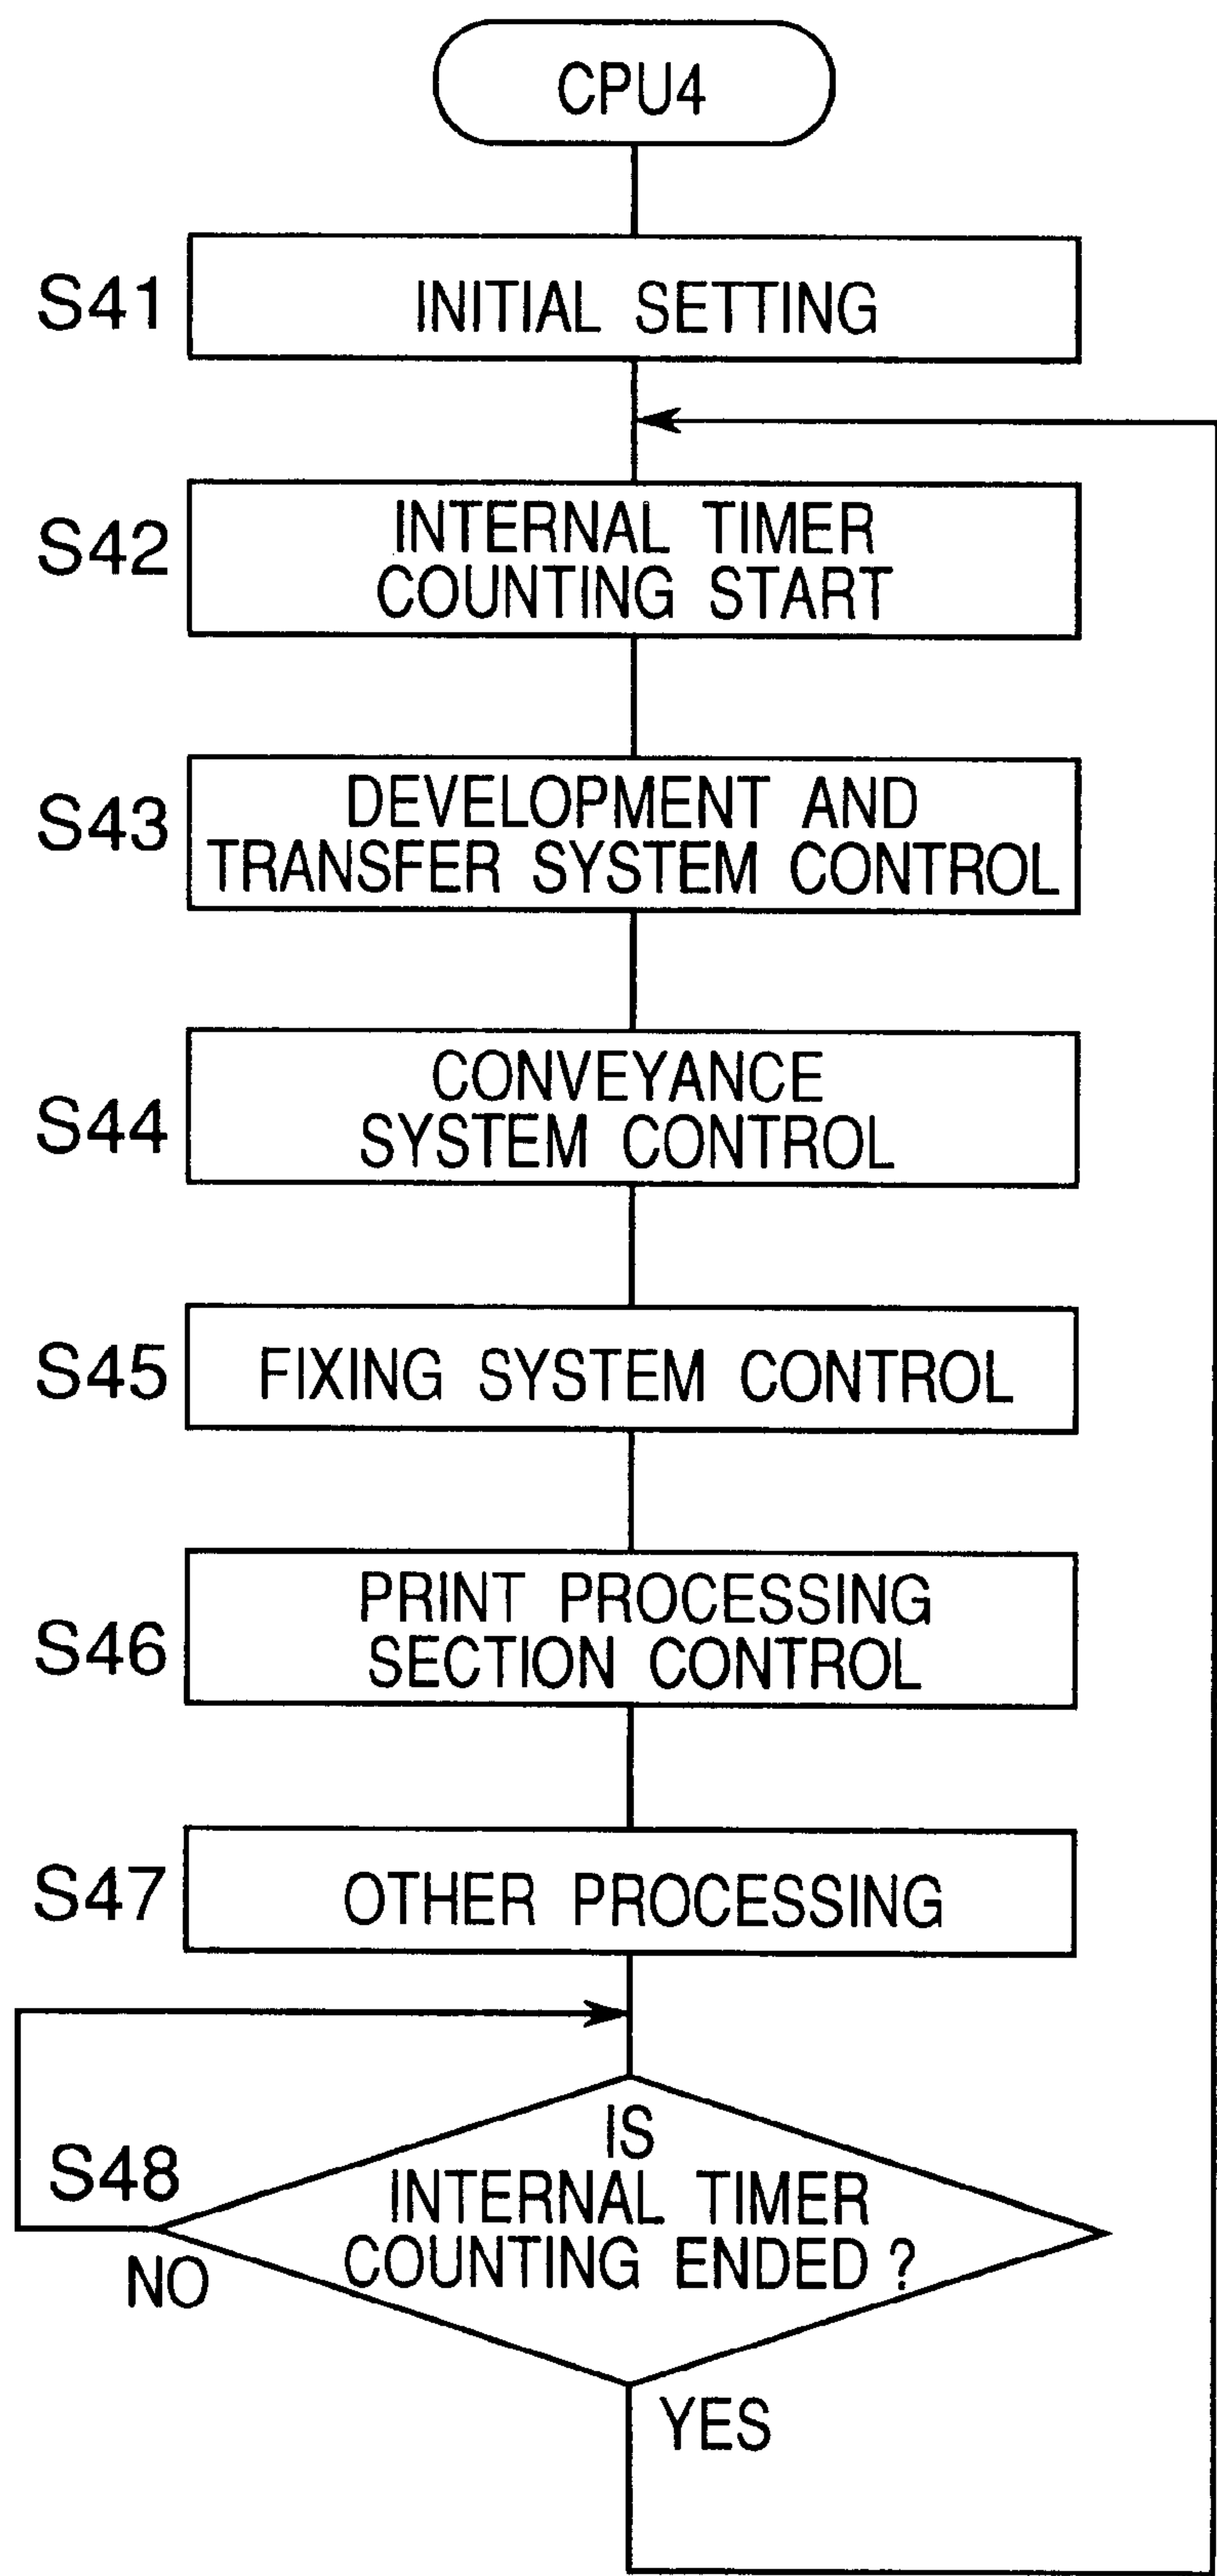 CPU4
S41
INITIAL SETTING
S42
INTERNAL TIMER
COUNTING START
S43
DEVELOPMENT AND
TRANSFER SYSTEM CONTROL
S44
CONVEYANCE
SYSTEM CONTROL
S45
FIXING SYSTEM CONTROL
S46
PRINT PROCESSING
SECTION CONTROL
S47
OTHER PROCESSING
S48
IS
INTERNAL TIMER
COUNTING ENDED ?
NO
YES